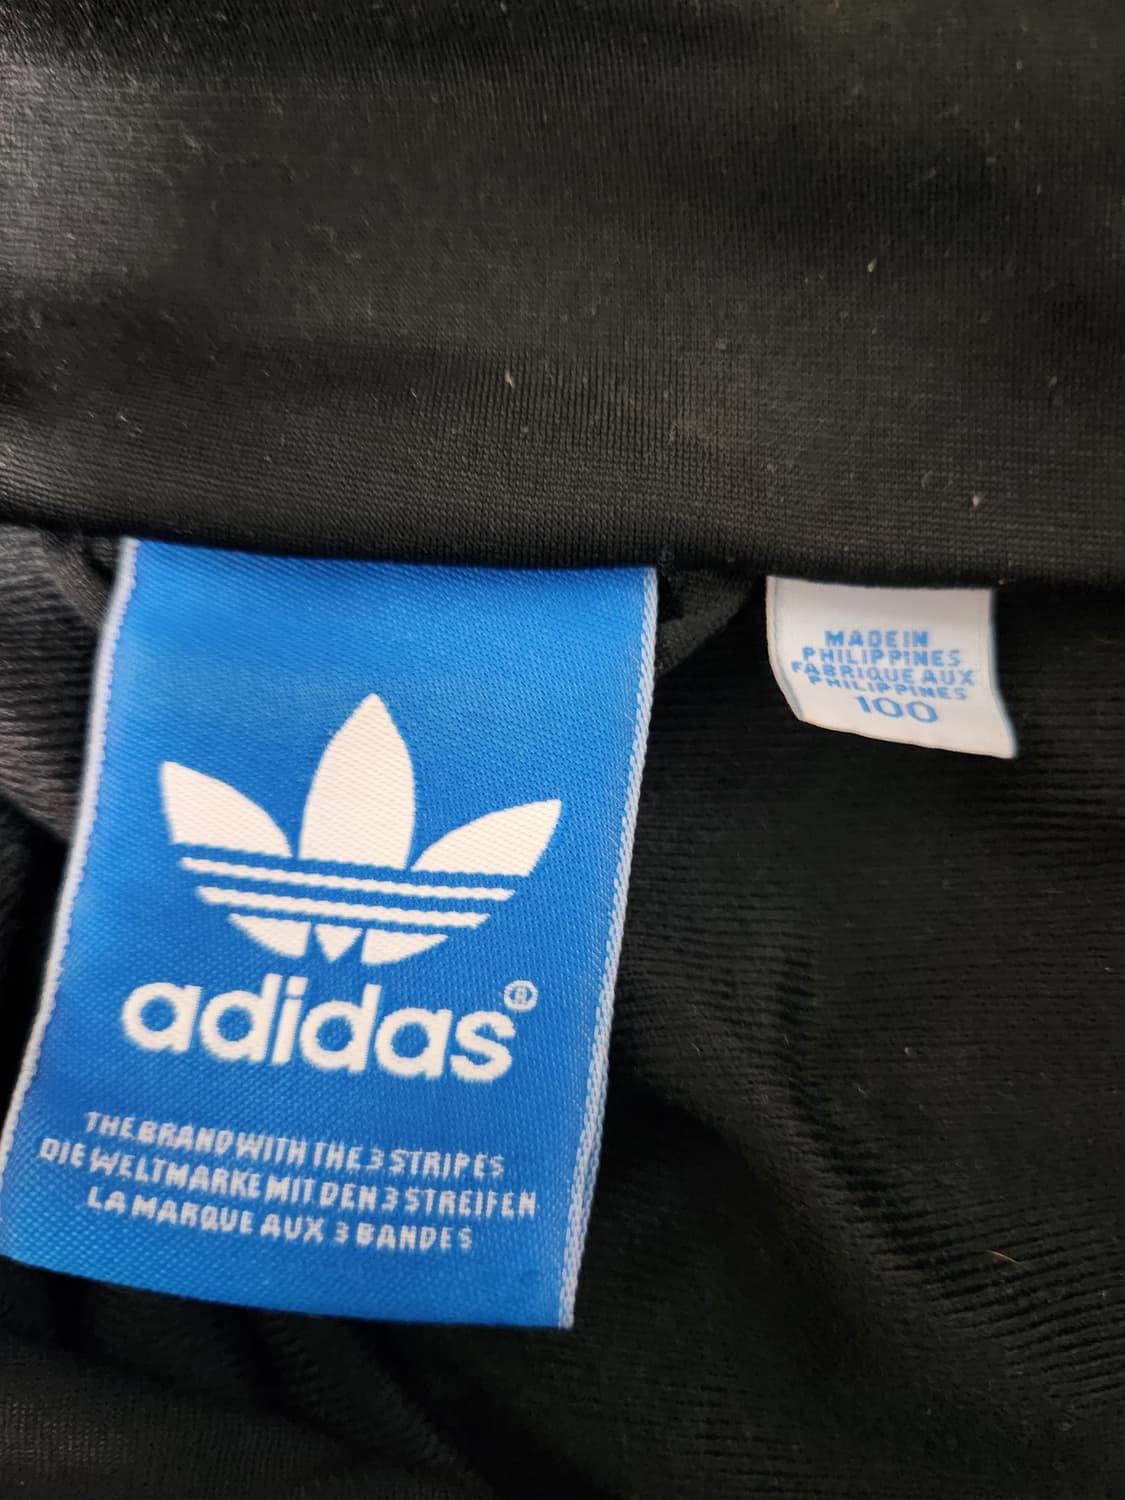 adidas®
THE BRAND WITH THE 3 STRIPES
DIE WELTMARKE MIT DEN 3 STREIFEN
LA MARQUE AUX 3 BANDES
MADE IN
PHILIPPINES
FABRIQUE AUX
PHILIPPINES
100